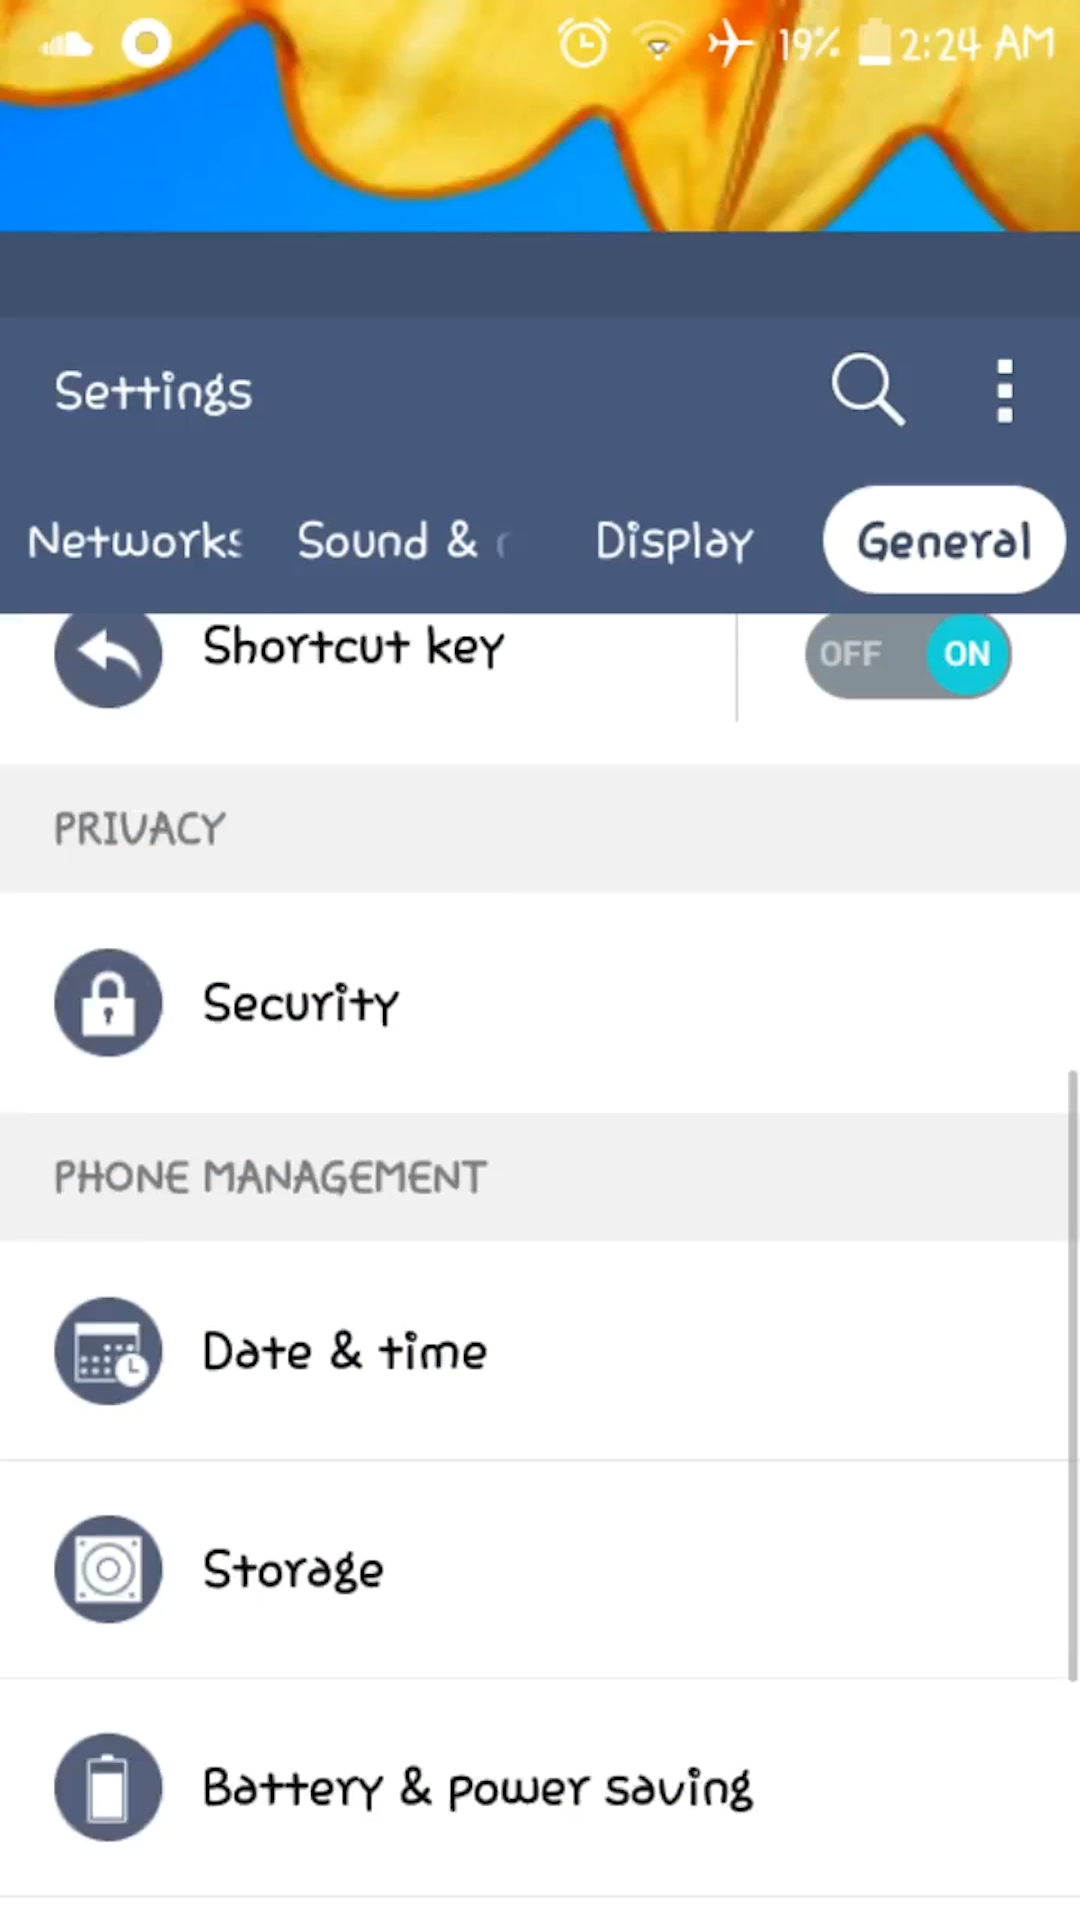 19% 2:24 AM
Settings
Networks Sound & Display General
Shortcut key OFF ON
PRIVACY
Security
PHONE MANAGEMENT
Date & time
Storage
Battery & power saving